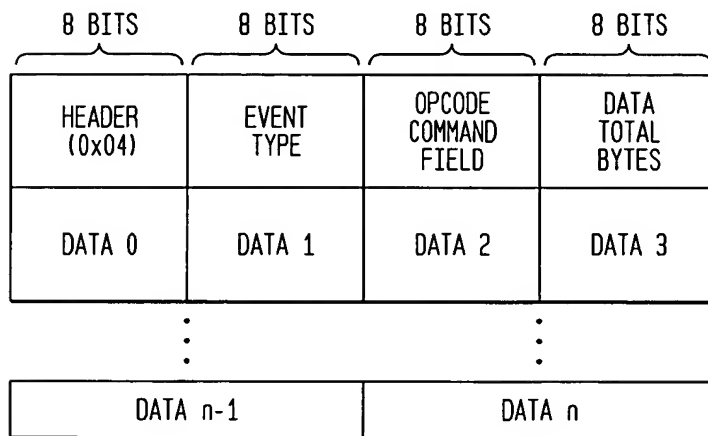 8 BITS 8 BITS 8 BITS 8 BITS
HEADER (0x04)
EVENT TYPE
OPCODE COMMAND FIELD
DATA TOTAL BYTES
DATA 0 DATA 1 DATA 2 DATA 3
DATA n-1 DATA n